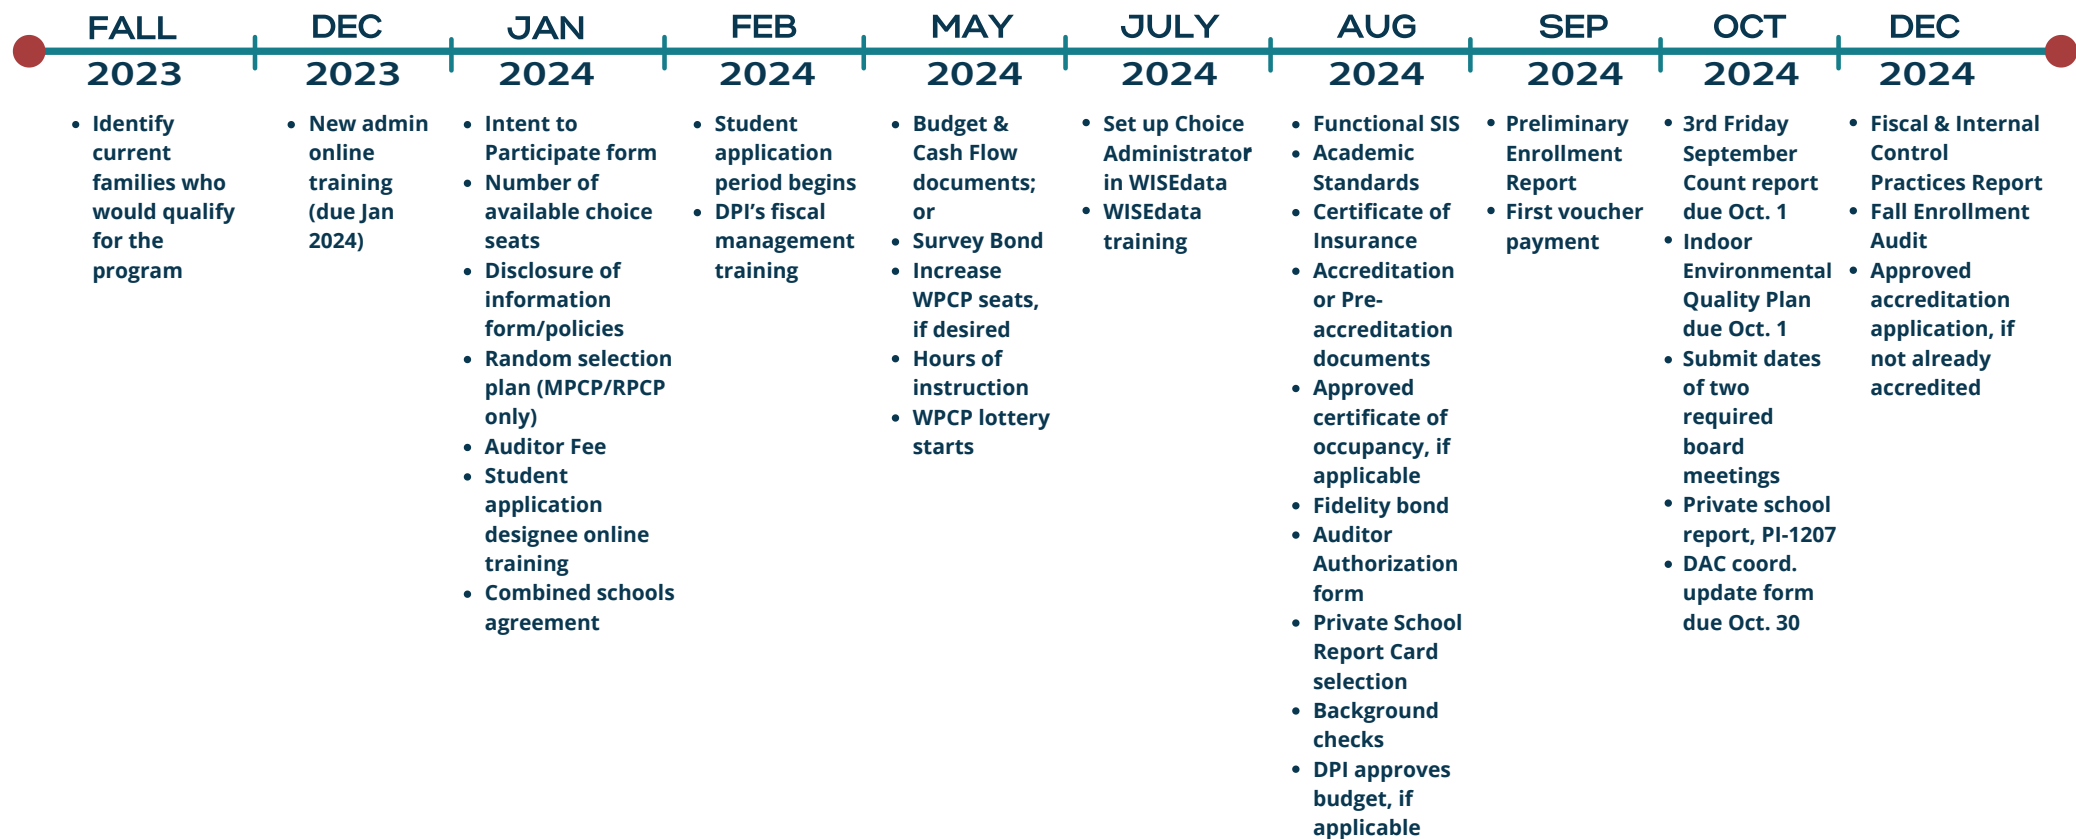 FALL
2023
Identify
current
families who
would qualify
for the
program
DEC
2023
New admin
online
training
(due Jan
2024)
JAN
2024
Intent to
Participate form
Number of
available choice
seats
Disclosure of
information
form/policies
Random selection
plan (MPCP/RPCP
only)
Auditor Fee
Student
application
designee online
training
Combined schools
agreement
FEB
2024
Student
application
period begins
DPI’s fiscal
management
training
MAY
2024
Budget &
Cash Flow
documents;
or
Survey Bond
Increase
WPCP seats,
if desired
Hours of
instruction
WPCP lottery
starts
JULY
2024
Set up Choice
Administrator
in WISEdata
WISEdata
training
AUG
2024
Functional SIS
Academic
Standards
Certificate of
Insurance
Accreditation
or Pre-
accreditation
documents
Approved
certificate of
occupancy, if
applicable
Fidelity bond
Auditor
Authorization
form
Private School
Report Card
selection
Background
checks
DPI approves
budget, if
applicable
SEP
2024
Preliminary
Enrollment
Report
First voucher
payment
OCT
2024
3rd Friday
September
Count report
due Oct. 1
Indoor
Environmental
Quality Plan
due Oct. 1
Submit dates
of two
required
board
meetings
Private school
report, PI-1207
DAC coord.
update form
due Oct. 30
DEC
2024
Fiscal & Internal
Control
Practices Report
Fall Enrollment
Audit
Approved
accreditation
application, if
not already
accredited